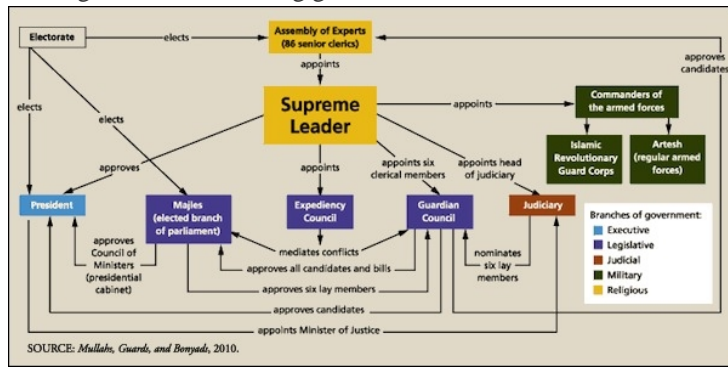 Electorate
elects
Assembly of Experts
(86 senior clerics)
approves
candidates
appoints
elects
elects
Supreme
Leader
appoints
Commanders of
the armed forces
Islamic
Revolutionary
Guard Corps
Artesh
(regular armed
forces)
approves
appoints
appoints six
clerical members
appoints head
of judiciary
President
Majles
(elected branch
of parliament)
Expediency
Council
Guardian
Council
Judiciary
Branches of government:
Executive
Legislative
Judicial
Military
Religious
approves
Council of
Ministers
(presidential
cabinet)
mediates conflicts
nominates
six lay
members
approves all candidates and bills
approves six lay members
approves candidates
appoints Minister of Justice
SOURCE: Mullahs, Guards, and Bonyads, 2010.